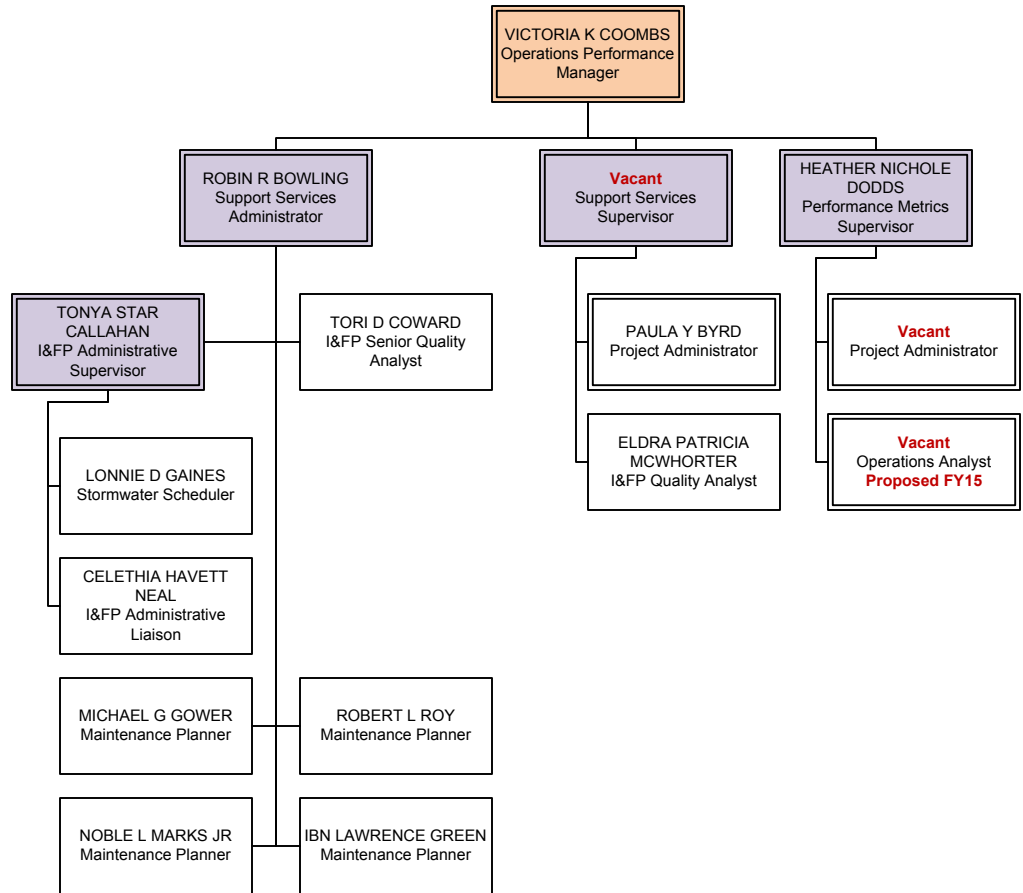 VICTORIA K COOMBS
Operations Performance
Manager
ROBIN R BOWLING
Support Services
Administrator
Vacant
Support Services
Supervisor
HEATHER NICHOLE
DODDS
Performance Metrics
Supervisor
TONYA STAR
CALLAHAN
I&FP Administrative
Supervisor
TORI D COWARD
I&FP Senior Quality
Analyst
PAULA Y BYRD
Project Administrator
Vacant
Project Administrator
LONNIE D GAINES
Stormwater Scheduler
ELDRA PATRICIA
MCWHORTER
I&FP Quality Analyst
Vacant
Operations Analyst
Proposed FY15
CELETHIA HAVETT
NEAL
I&FP Administrative
Liaison
MICHAEL G GOWER
Maintenance Planner
ROBERT L ROY
Maintenance Planner
NOBLE L MARKS JR
Maintenance Planner
IBN LAWRENCE GREEN
Maintenance Planner